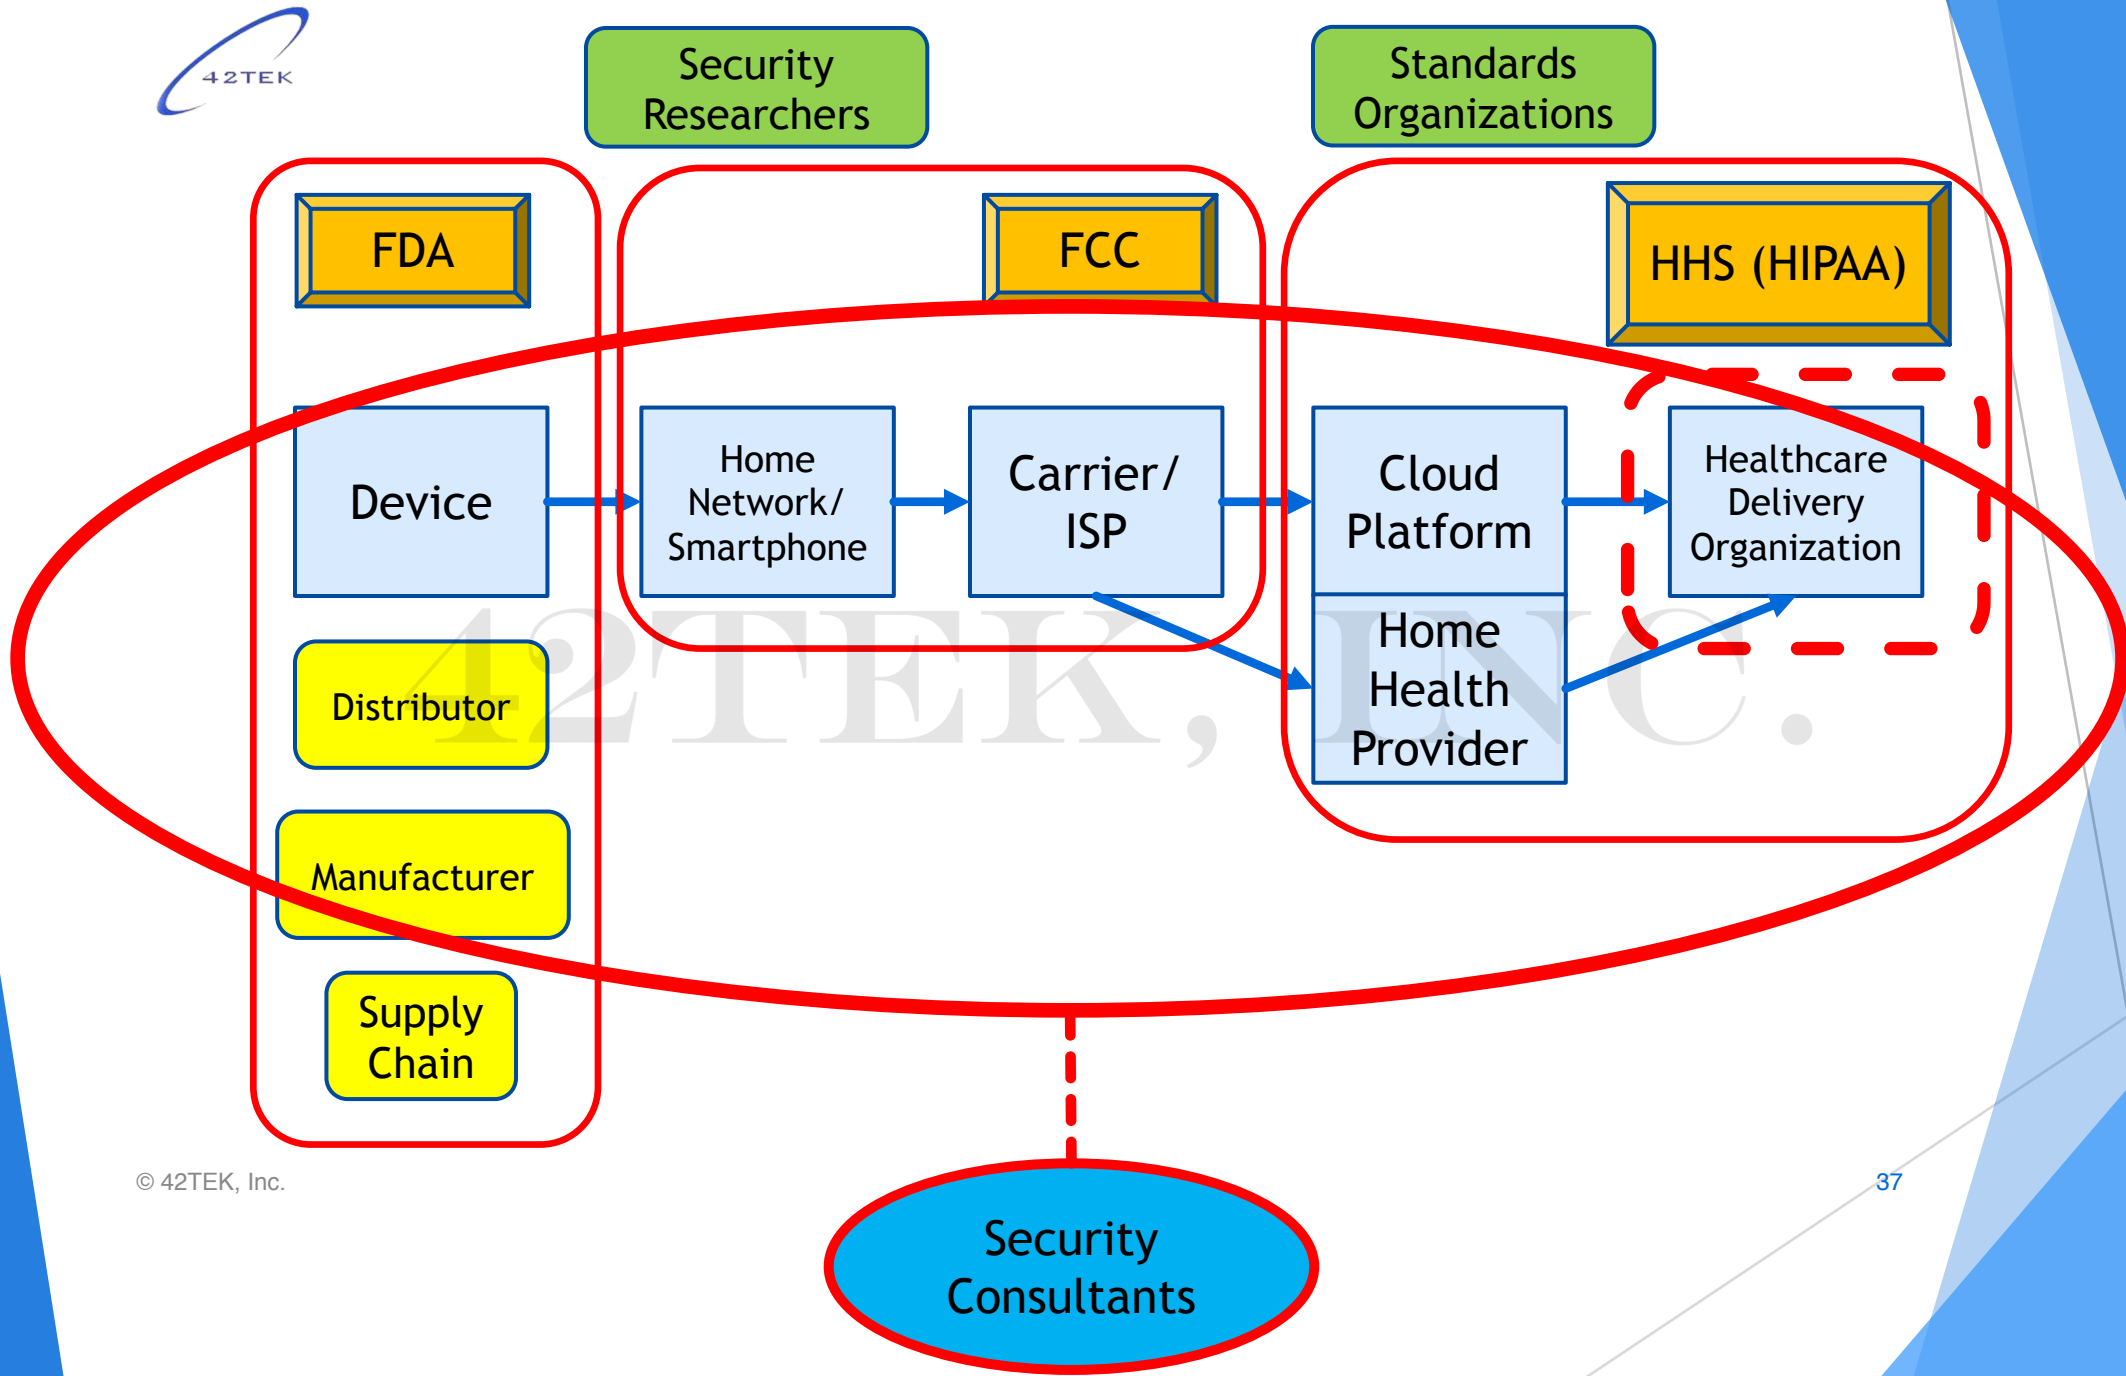 42TEK
Security
Researchers
Standards
Organizations
FDA
FCC
HHS (HIPAA)
Device
Home
Network/
Smartphone
Carrier/
ISP
Cloud
Platform
Healthcare
Delivery
Organization
Home
Health
Provider
Distributor
42TEK, INC.
Manufacturer
Supply
Chain
© 42TEK, Inc.
37
Security
Consultants